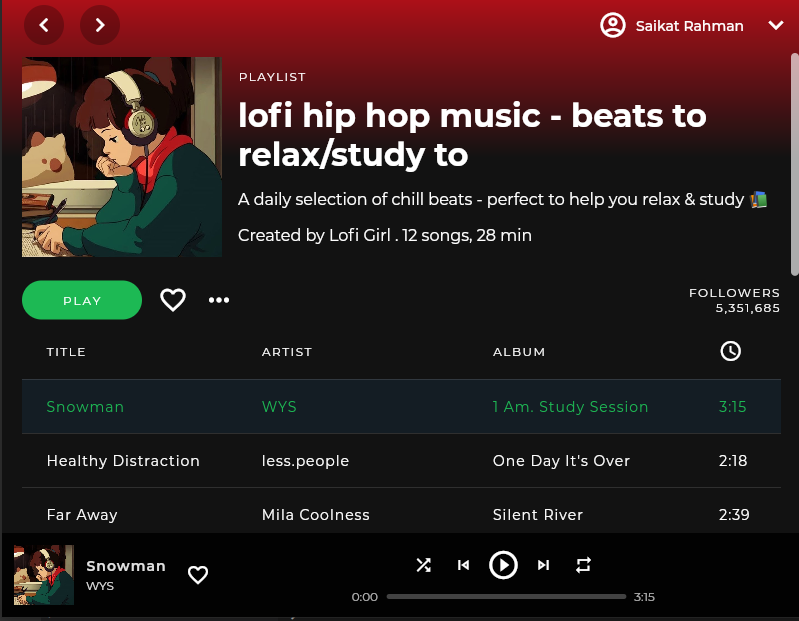 Saikat Rahman
PLAYLIST
lofi hip hop music - beats to
relax/study to
A daily selection of chill beats - perfect to help you relax & study 📚
Created by Lofi Girl . 12 songs, 28 min
PLAY
FOLLOWERS
5,351,685
TITLE ARTIST ALBUM
Snowman WYS 1 Am. Study Session 3:15
Healthy Distraction less.people One Day It's Over 2:18
Far Away Mila Coolness Silent River 2:39
Snowman
WYS
0:00 3:15